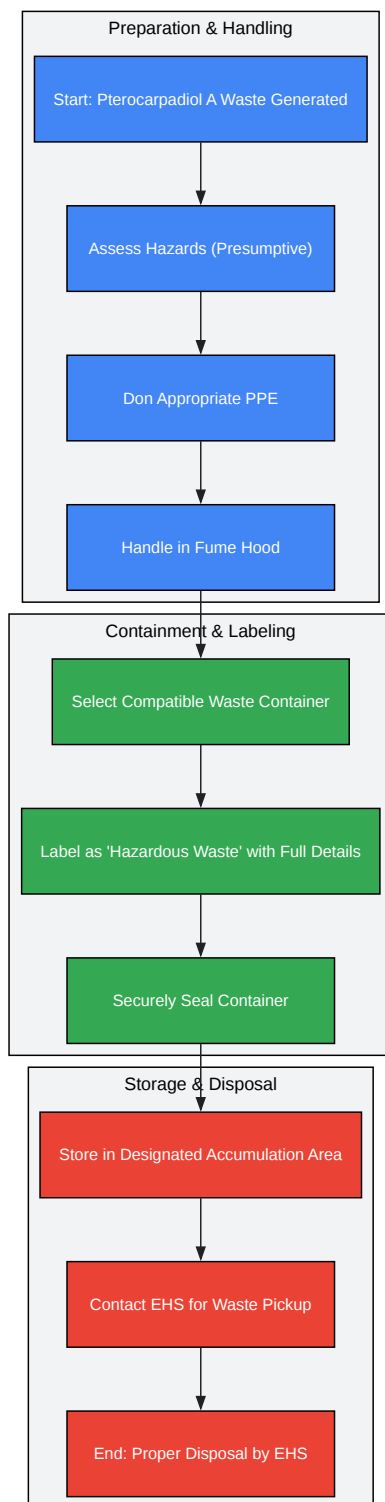 Preparation & Handling
Start: Pterocarpadiol A Waste Generated
Assess Hazards (Presumptive)
Don Appropriate PPE
Handle in Fume Hood
Containment & Labeling
Select Compatible Waste Container
Label as 'Hazardous Waste' with Full Details
Securely Seal Container
Storage & Disposal
Store in Designated Accumulation Area
Contact EHS for Waste Pickup
End: Proper Disposal by EHS